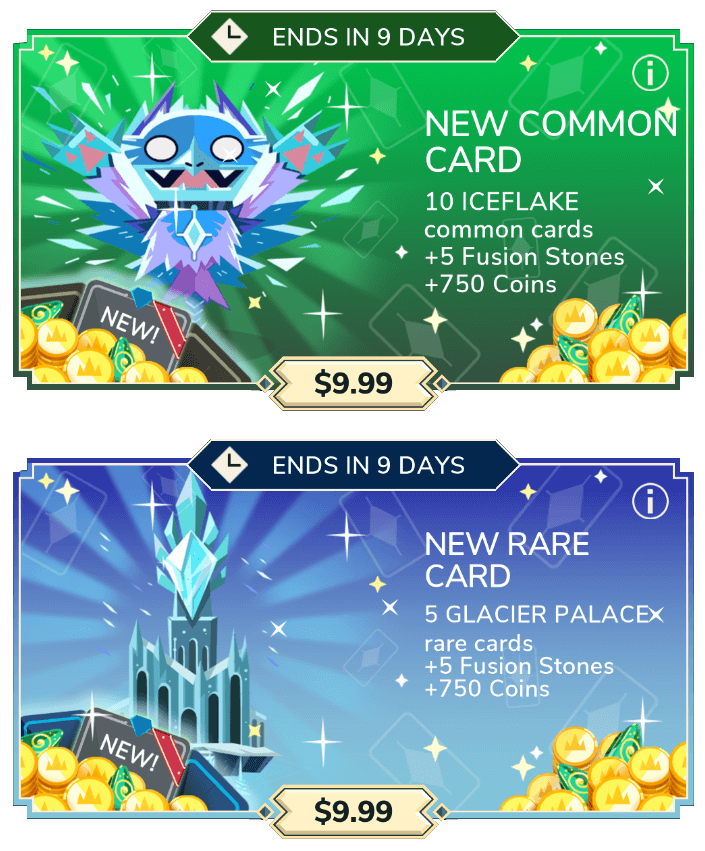 ENDS IN 9 DAYS
NEW COMMON
CARD
10 ICEFLAKE
common cards
+5 Fusion Stones
+750 Coins
NEW!
$9.99
ENDS IN 9 DAYS
NEW RARE
CARD
5 GLACIER PALACE
rare cards
+5 Fusion Stones
+750 Coins
NEW!
$9.99